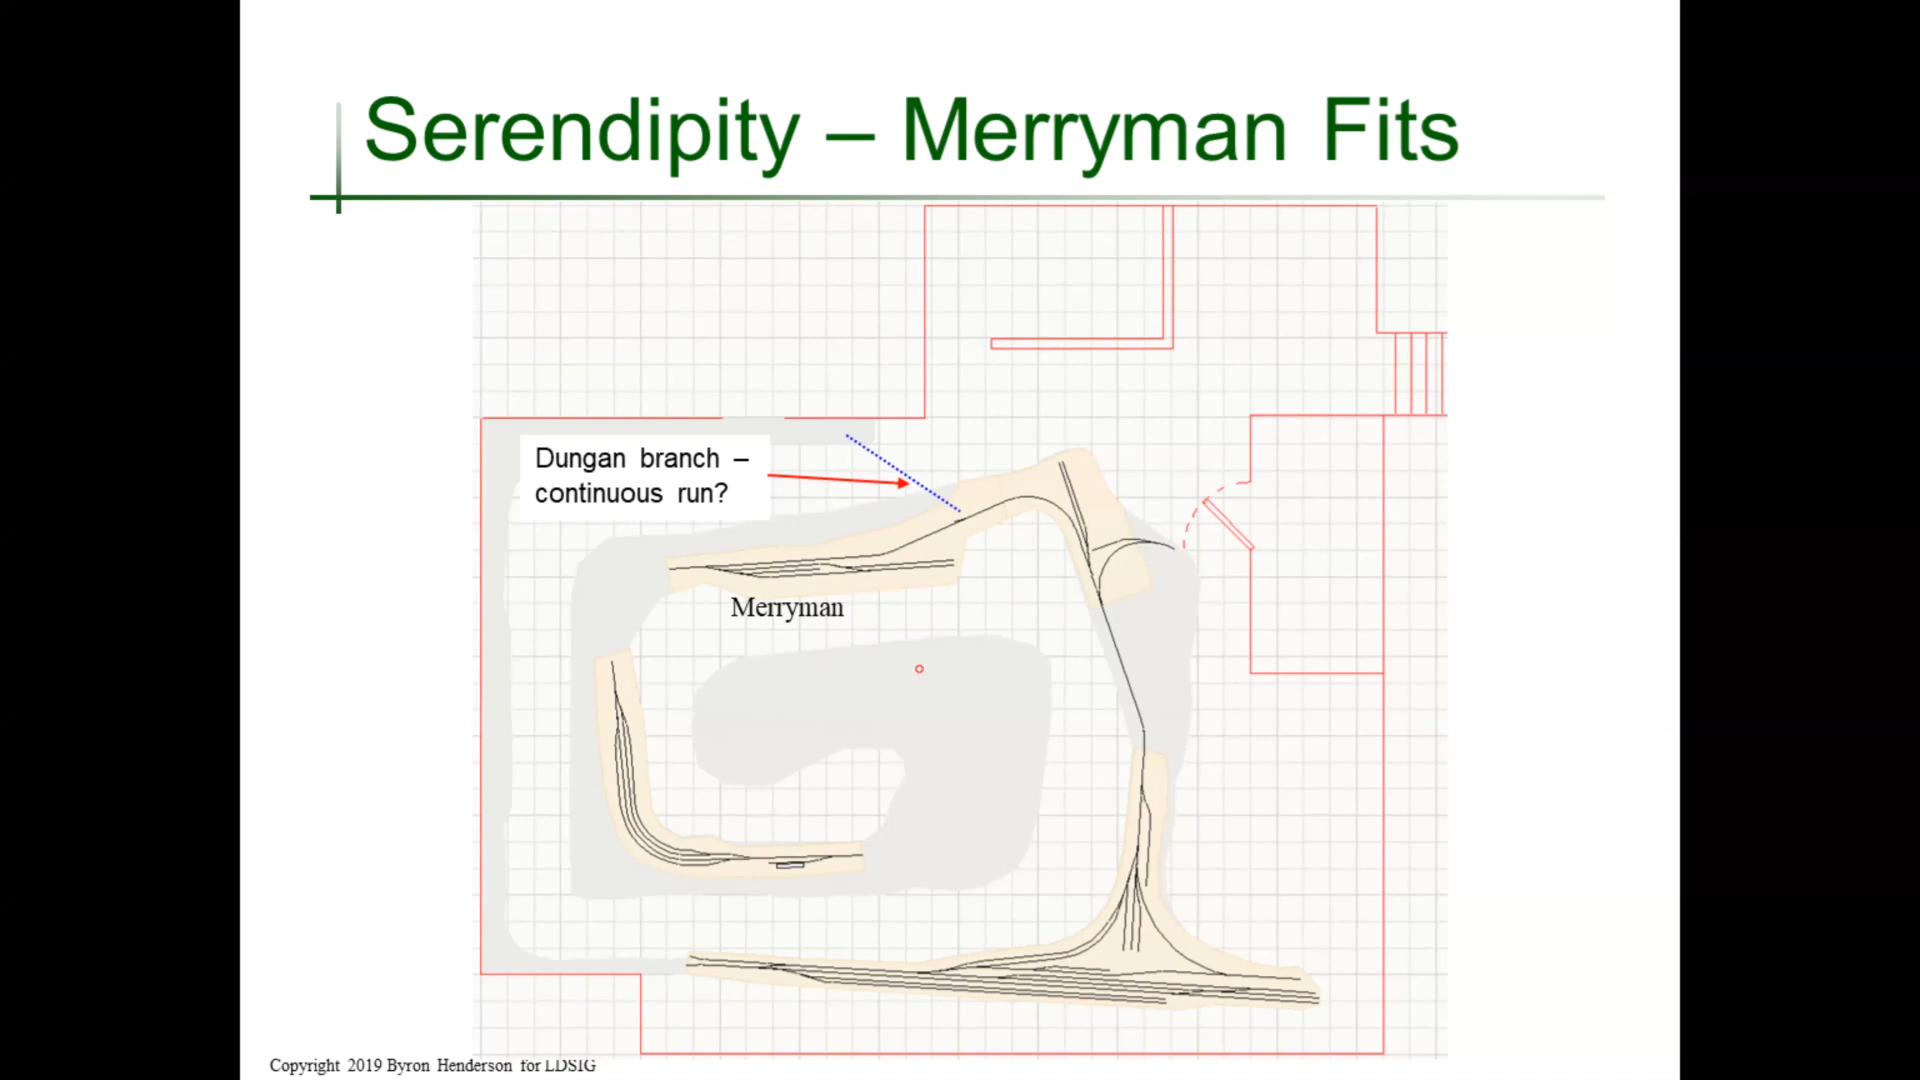 Serendipity – Merryman Fits
Dungan branch –
continuous run?
Merryman
Copyright 2019 Byron Henderson for LDSIG